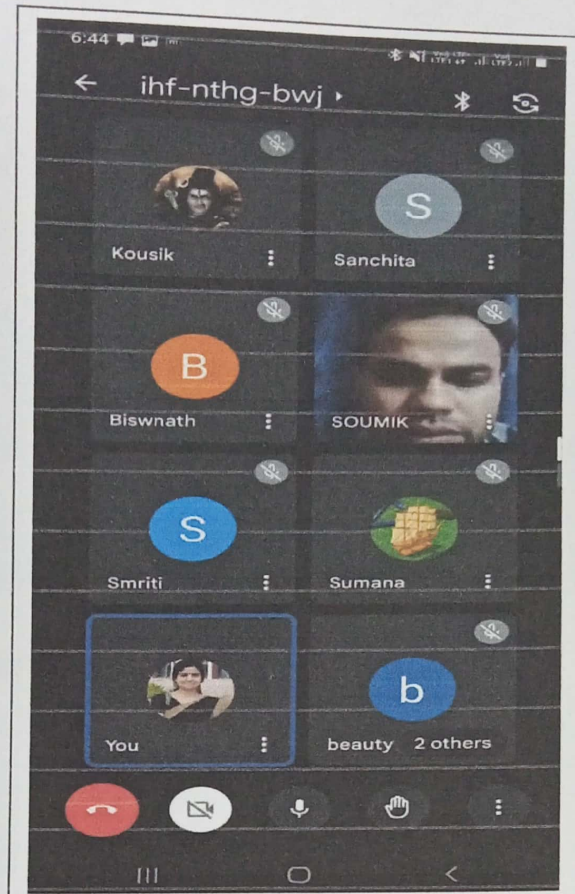 6:44
ihf-nthg-bwj
S
Kousik
Sanchita
B
Biswnath
SOUMIK
S
Smriti
Sumana
b
You
beauty 2 others